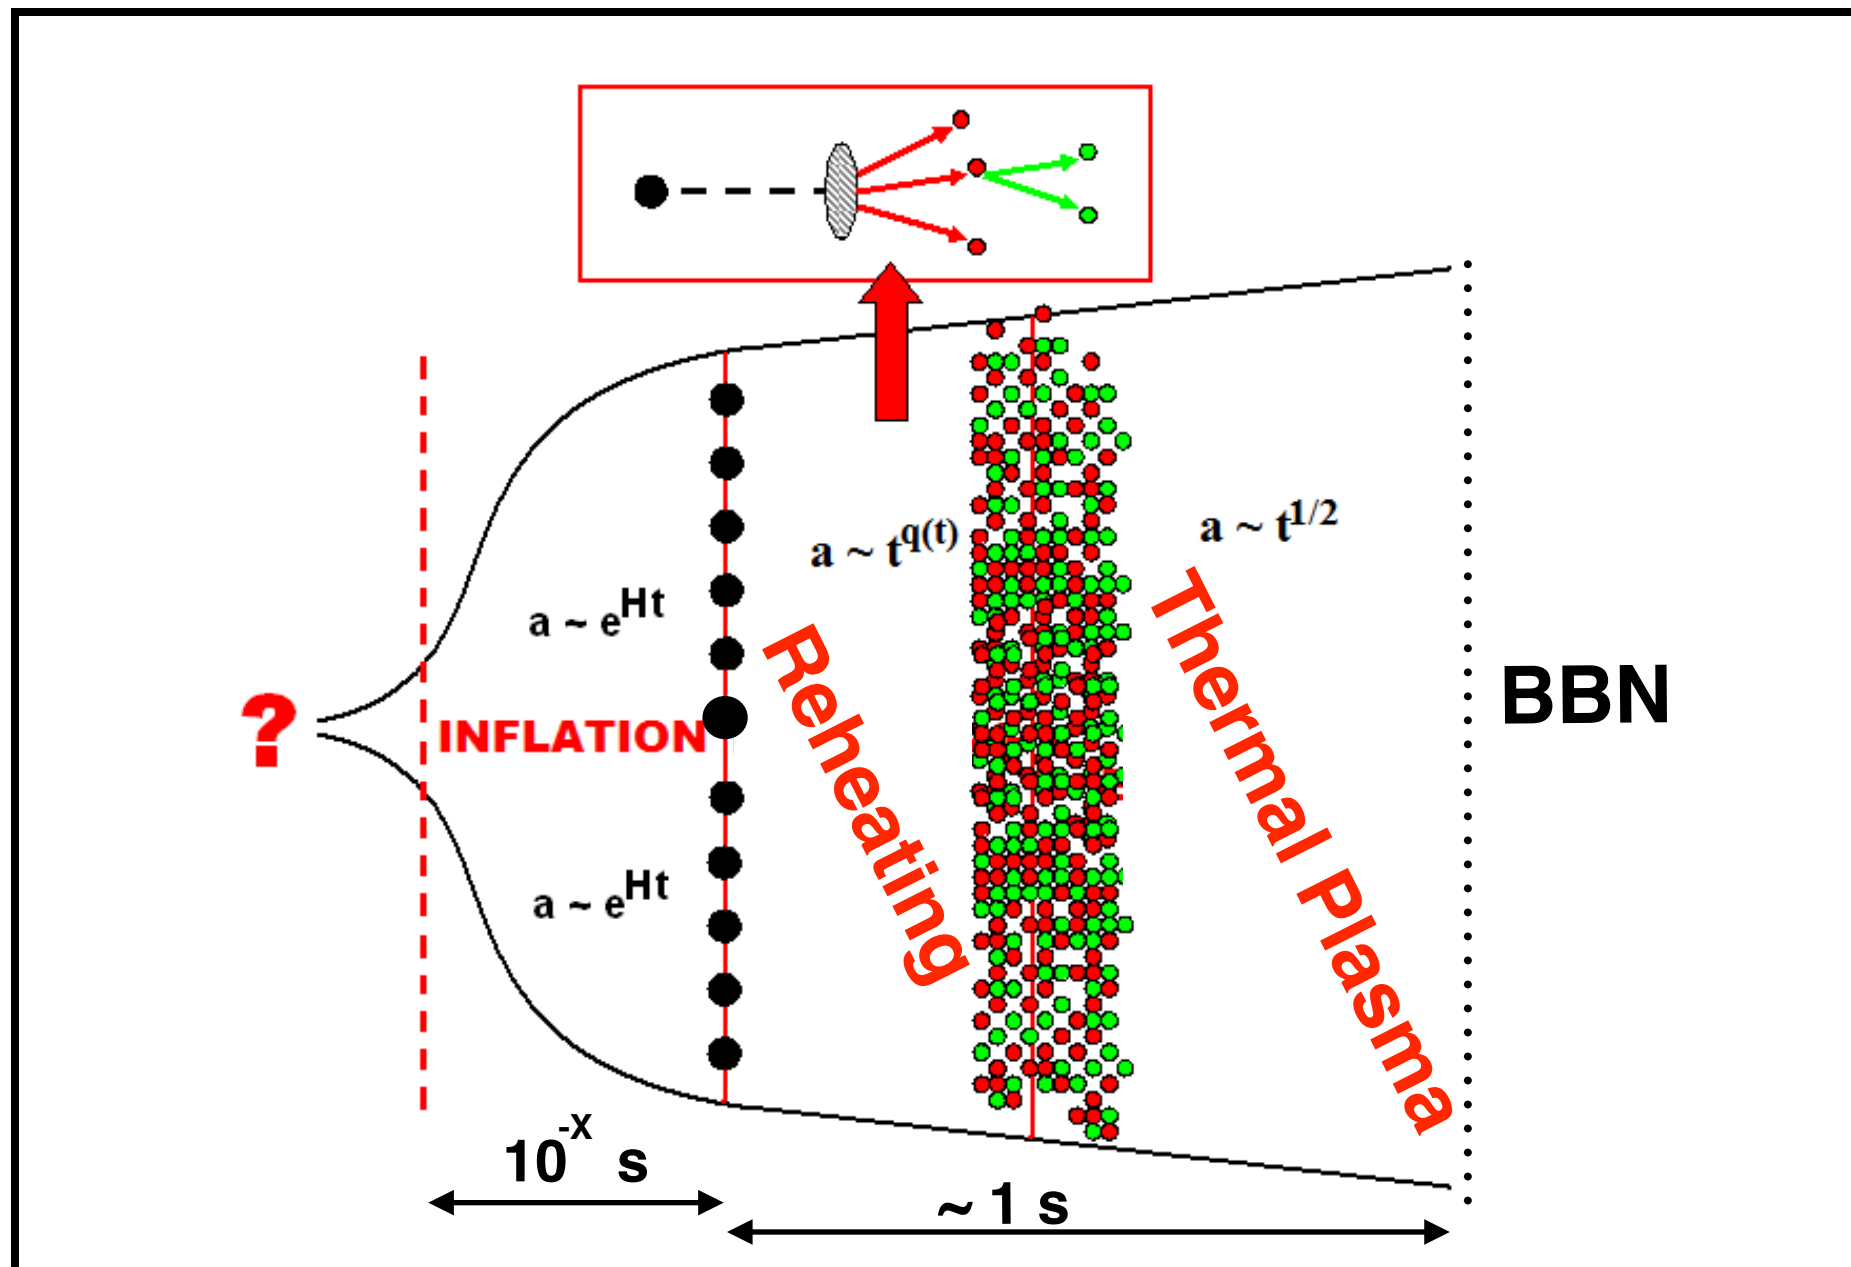 a ~ t^q(t)
a ~ t^1/2
a ~ e^Ht
?
INFLATION
Reheating
Thermal Plasma
BBN
a ~ e^Ht
10^-X s
~ 1 s